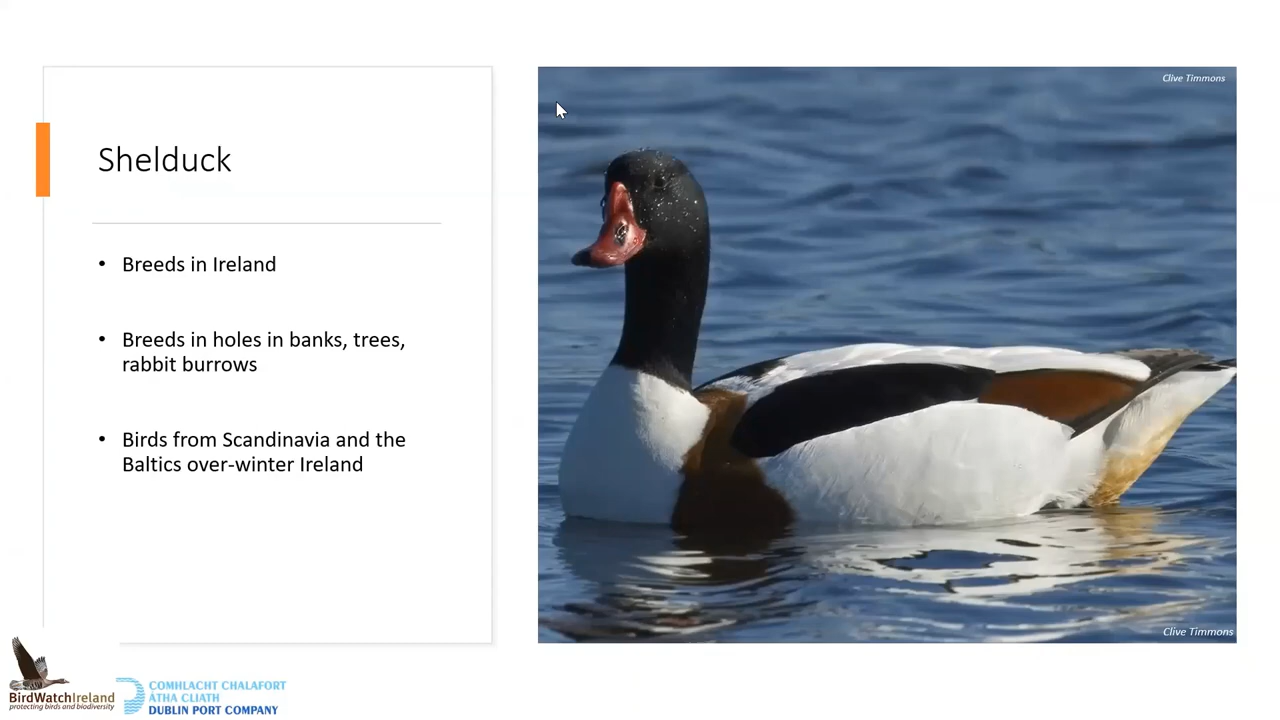 Clive Timmons
Shelduck
• Breeds in Ireland
• Breeds in holes in banks, trees,
rabbit burrows
• Birds from Scandinavia and the
Baltics over-winter Ireland
Clive Timmons
BirdWatchIreland
protecting birds and biodiversity
COMHLACHT CHALAFORT
ÁTHA CLIATH
DUBLIN PORT COMPANY